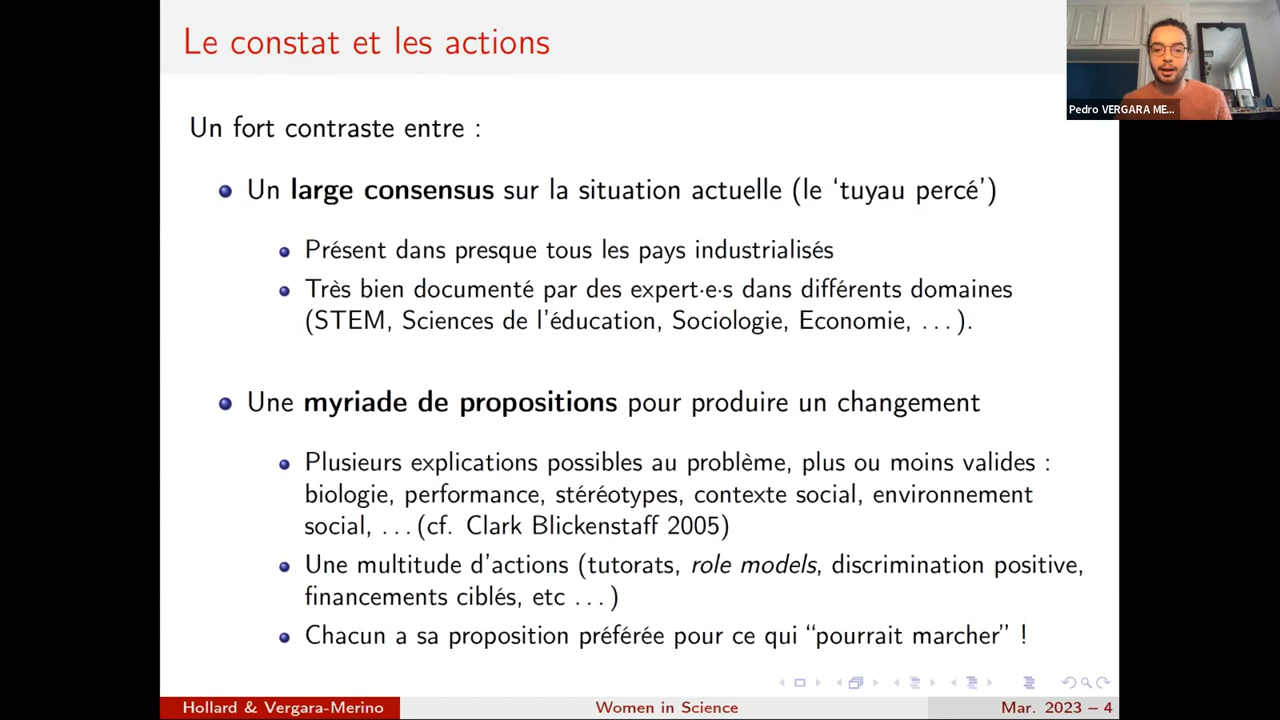 Le constat et les actions
Pedro VERGARA ME...
Un fort contraste entre :
Un large consensus sur la situation actuelle (le ‘tuyau percé’)
Présent dans presque tous les pays industrialisés
Très bien documenté par des expert·e·s dans différents domaines
(STEM, Sciences de l’éducation, Sociologie, Economie, ...).
Une myriade de propositions pour produire un changement
Plusieurs explications possibles au problème, plus ou moins valides :
biologie, performance, stéréotypes, contexte social, environnement
social, ... (cf. Clark Blickenstaff 2005)
Une multitude d’actions (tutorats, role models, discrimination positive,
financements ciblés, etc ...)
Chacun a sa proposition préférée pour ce qui “pourrait marcher” !
Hollard & Vergara-Merino
Women in Science
Mar. 2023 – 4